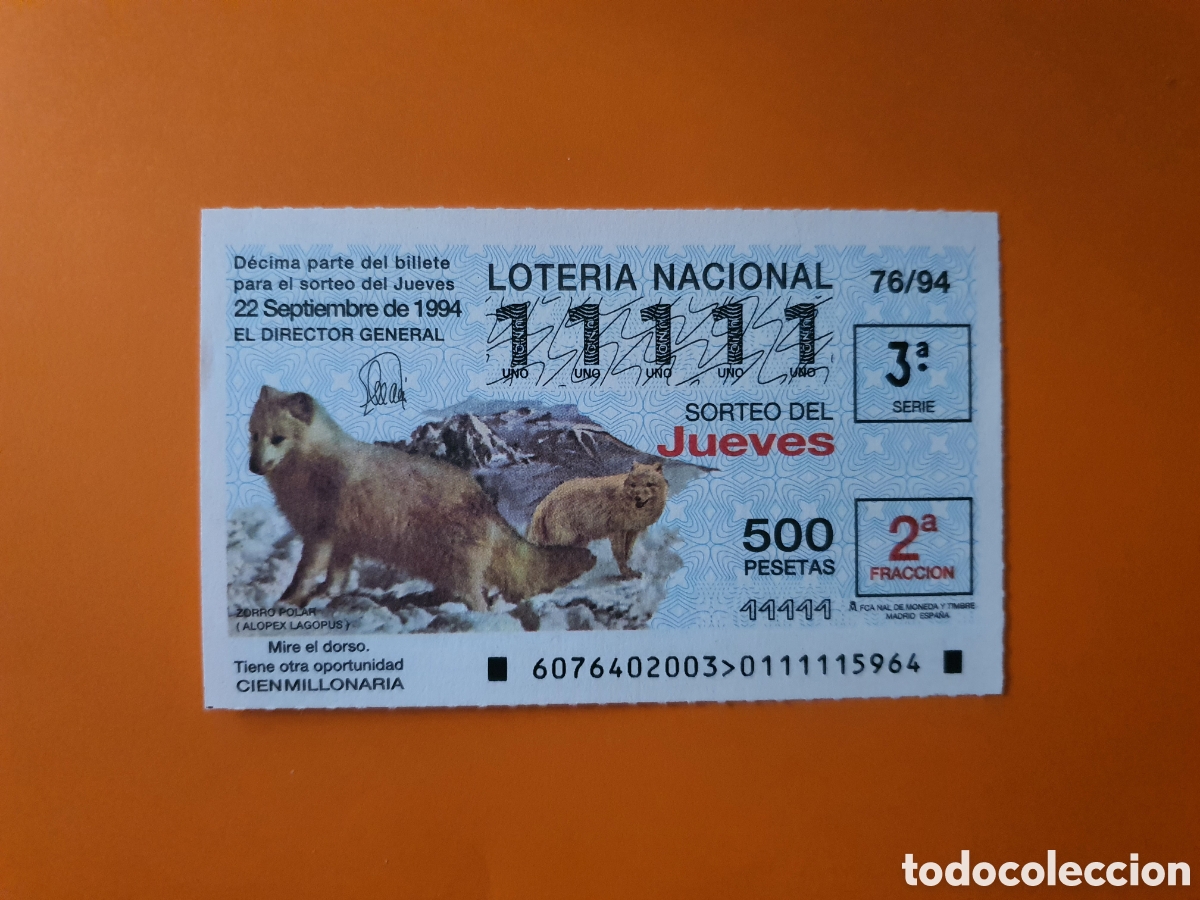 Décima parte del billete
para el sorteo del Jueves
22 Septiembre de 1994
EL DIRECTOR GENERAL
LOTERIA NACIONAL
76/94
11111
UNO UNO UNO UNO UNO
3ª
SERIE
SORTEO DEL
Jueves
500
PESETAS
2ª
FRACCION
11111
FCA NAL DE MONEDA Y TIMBRE
MADRID ESPAÑA
ZORRO POLAR
(ALOPEX LAGOPUS)
Mire el dorso.
Tiene otra oportunidad
CIENMILLONARIA
6076402003>0111115964
todocoleccion